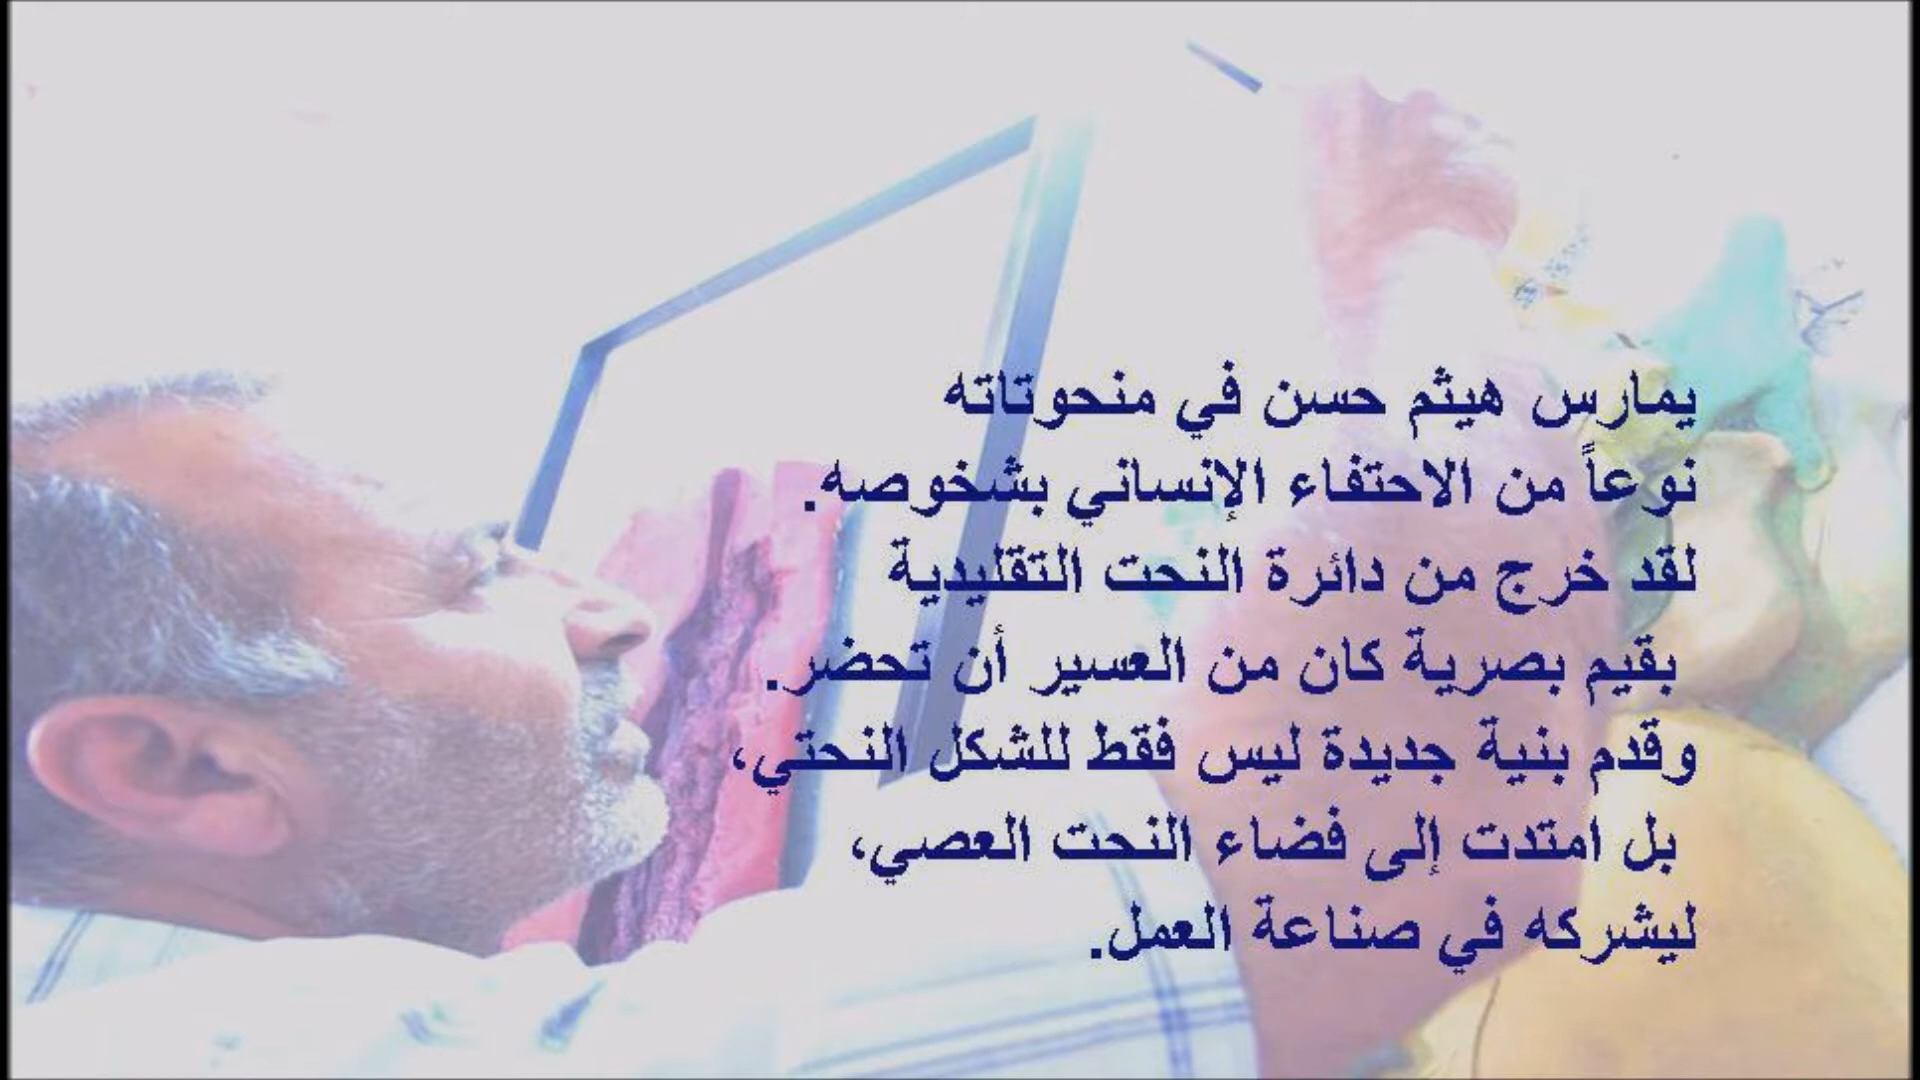 يمارس هيثم حسن في منحوتاته
نوعاً من الاحتفاء الإنساني بشخوصه.
لقد خرج من دائرة النحت التقليدية
بقيم بصرية كان من العسير أن تحضر.
وقدم بنية جديدة ليس فقط للشكل النحتي،
بل امتدت إلى فضاء النحت العصي،
ليشركه في صناعة العمل.